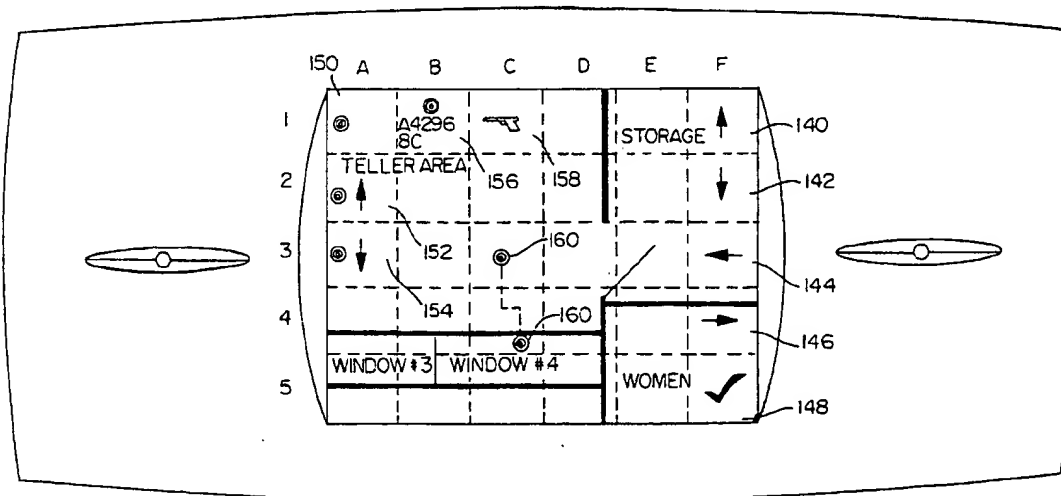 150 A B C D E F
1 A4296 STORAGE 140
18C
TELLER AREA 156 158
2 142
152
3 160 144
154
4 160 146
WINDOW #3 WINDOW #4
5 WOMEN
148